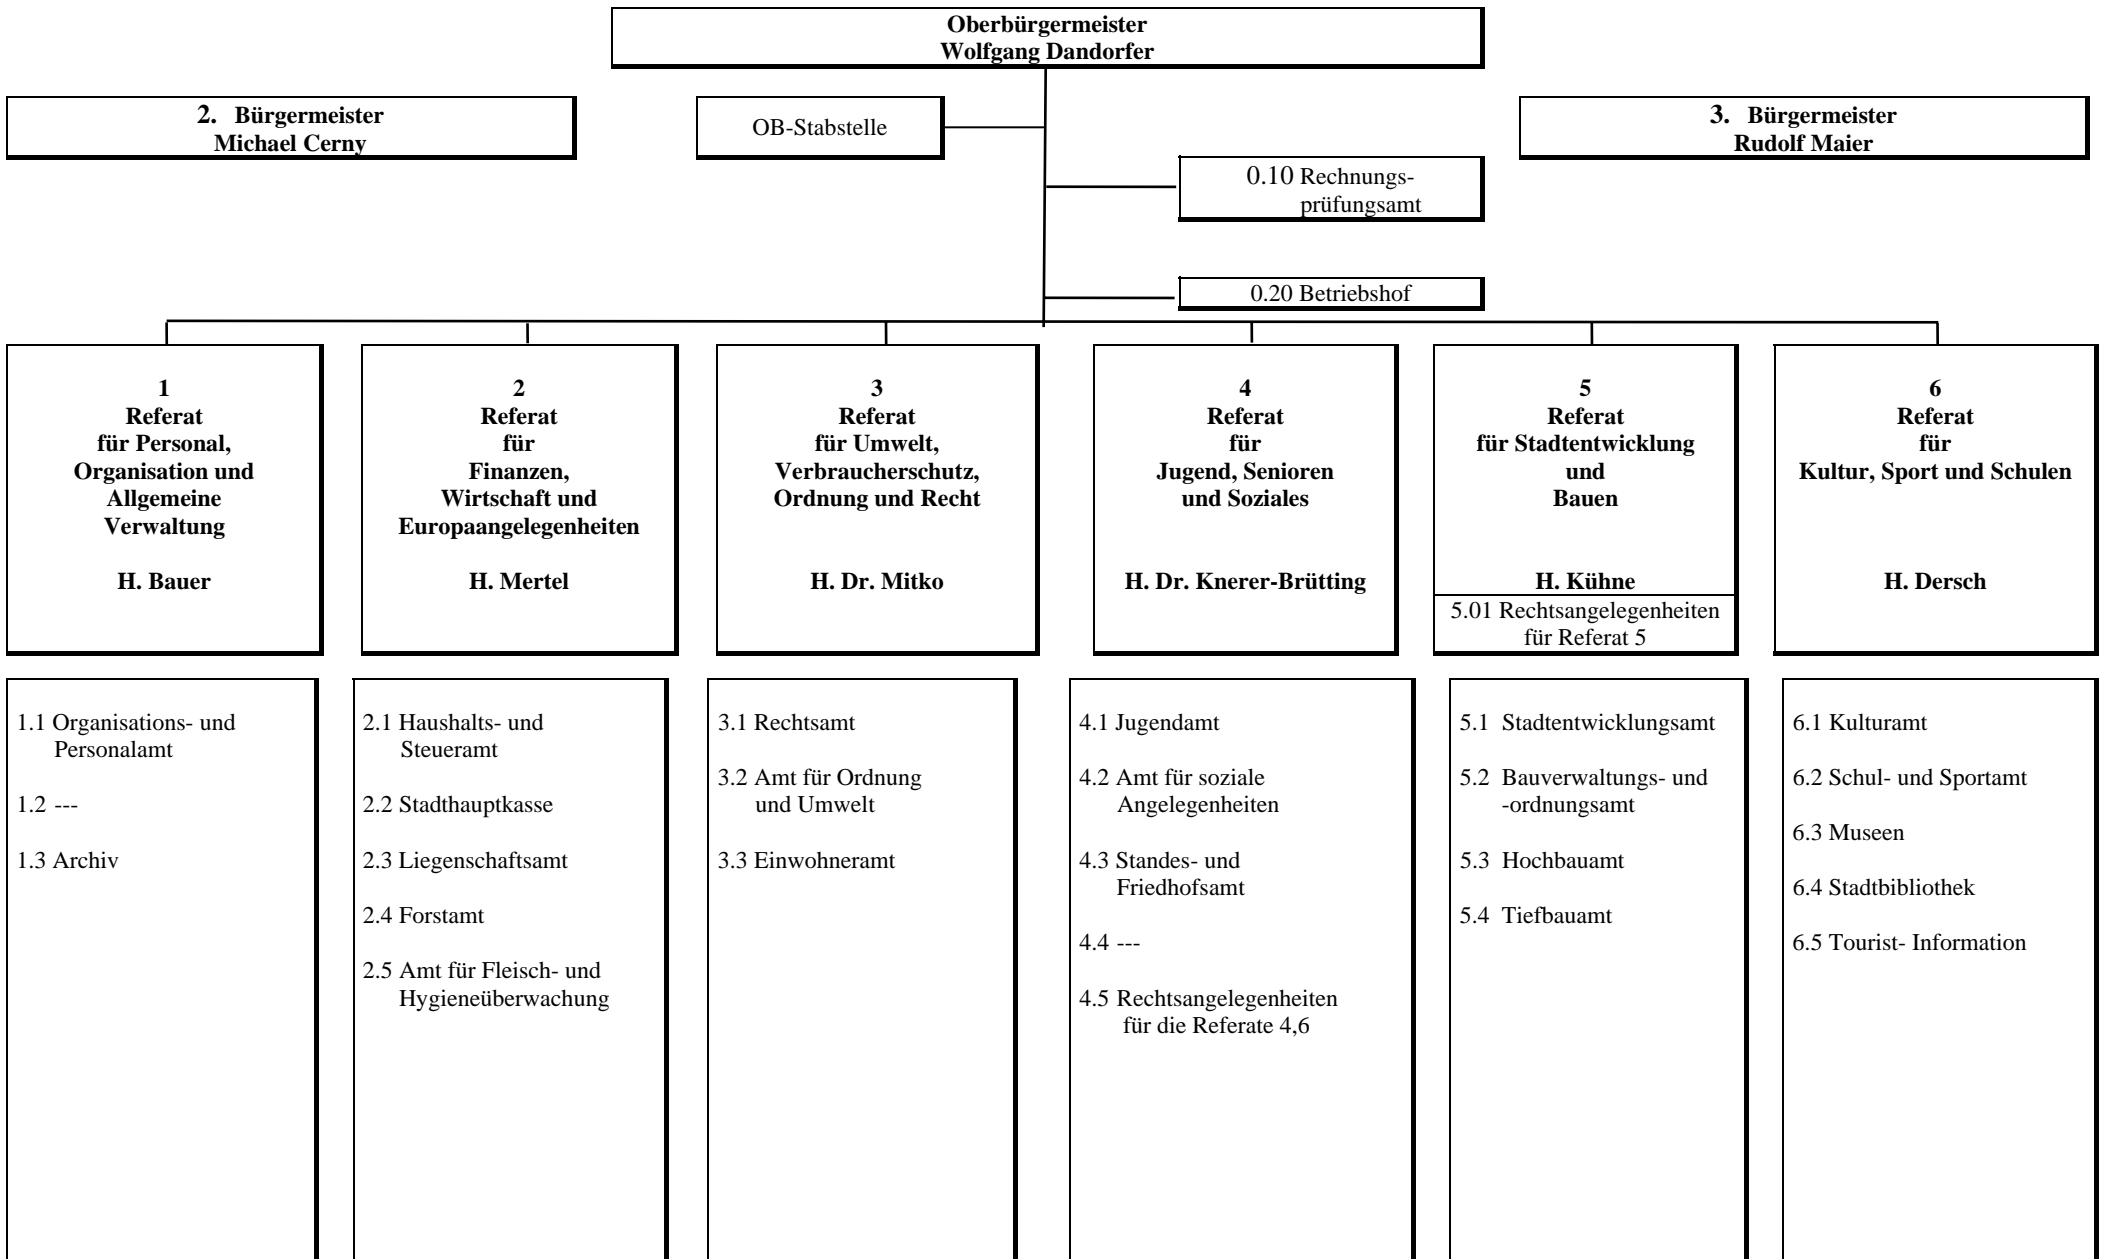 Oberbürgermeister
Wolfgang Dandorfer
2. Bürgermeister
Michael Cerny
OB-Stabstelle
3. Bürgermeister
Rudolf Maier
0.10 Rechnungs-
prüfungsamt
0.20 Betriebshof
1
Referat
für Personal,
Organisation und
Allgemeine
Verwaltung
H. Bauer
2
Referat
für
Finanzen,
Wirtschaft und
Europaangelegenheiten
H. Mertel
3
Referat
für Umwelt,
Verbraucherschutz,
Ordnung und Recht
H. Dr. Mitko
4
Referat
für
Jugend, Senioren
und Soziales
H. Dr. Knerer-Brütting
5
Referat
für Stadtentwicklung
und
Bauen
H. Kühne
5.01 Rechtsangelegenheiten
für Referat 5
6
Referat
für
Kultur, Sport und Schulen
H. Dersch
1.1 Organisations- und
Personalamt
1.2 ---
1.3 Archiv
2.1 Haushalts- und
Steueramt
2.2 Stadthauptkasse
2.3 Liegenschaftsamt
2.4 Forstamt
2.5 Amt für Fleisch- und
Hygieneüberwachung
3.1 Rechtsamt
3.2 Amt für Ordnung
und Umwelt
3.3 Einwohneramt
4.1 Jugendamt
4.2 Amt für soziale
Angelegenheiten
4.3 Standes- und
Friedhofsamt
4.4 ---
4.5 Rechtsangelegenheiten
für die Referate 4,6
5.1 Stadtentwicklungsamt
5.2 Bauverwaltungs- und
-ordnungsamt
5.3 Hochbauamt
5.4 Tiefbauamt
6.1 Kulturamt
6.2 Schul- und Sportamt
6.3 Museen
6.4 Stadtbibliothek
6.5 Tourist- Information